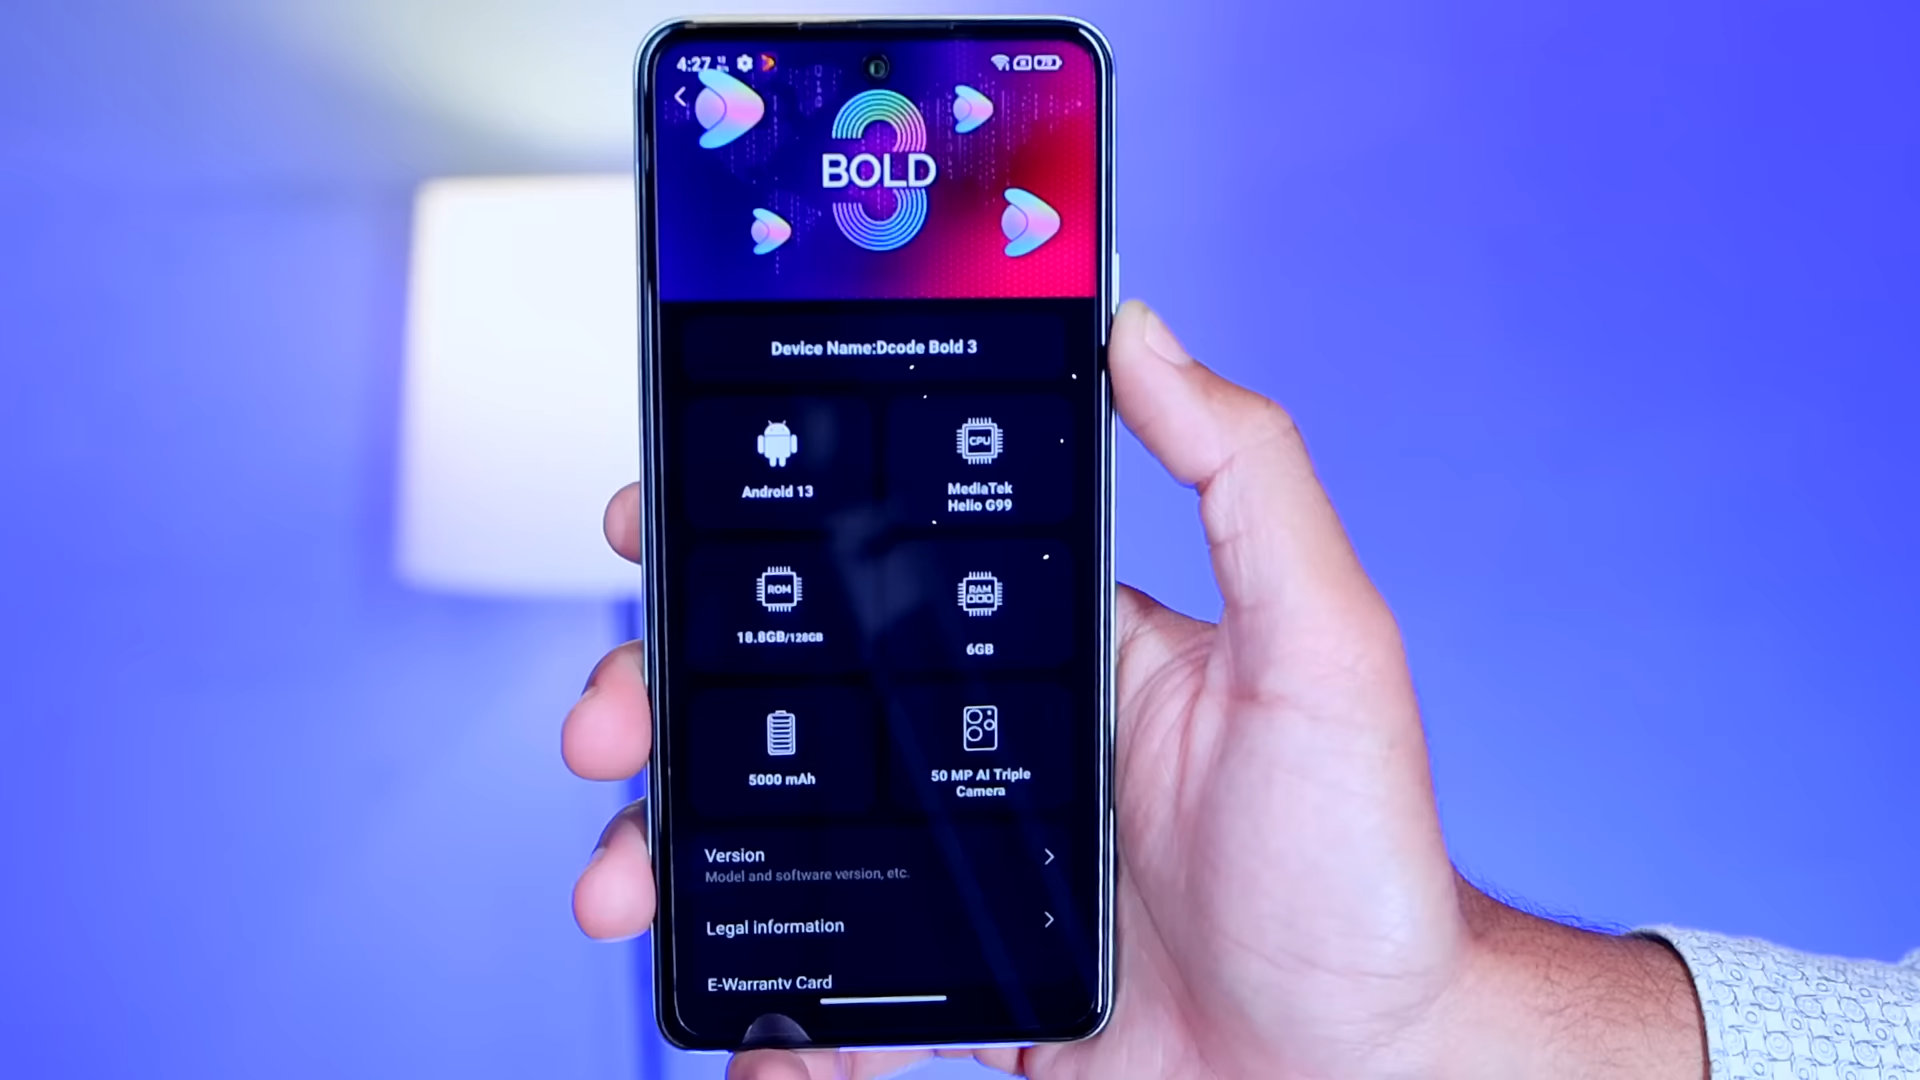 4:27
BOLD
3
Device Name:Dcode Bold 3
Android 13
CPU
MediaTek
Helio G99
ROM
18.8GB/128GB
RAM
6GB
5000 mAh
50 MP AI Triple
Camera
Version
Model and software version, etc.
Legal information
E-Warranty Card